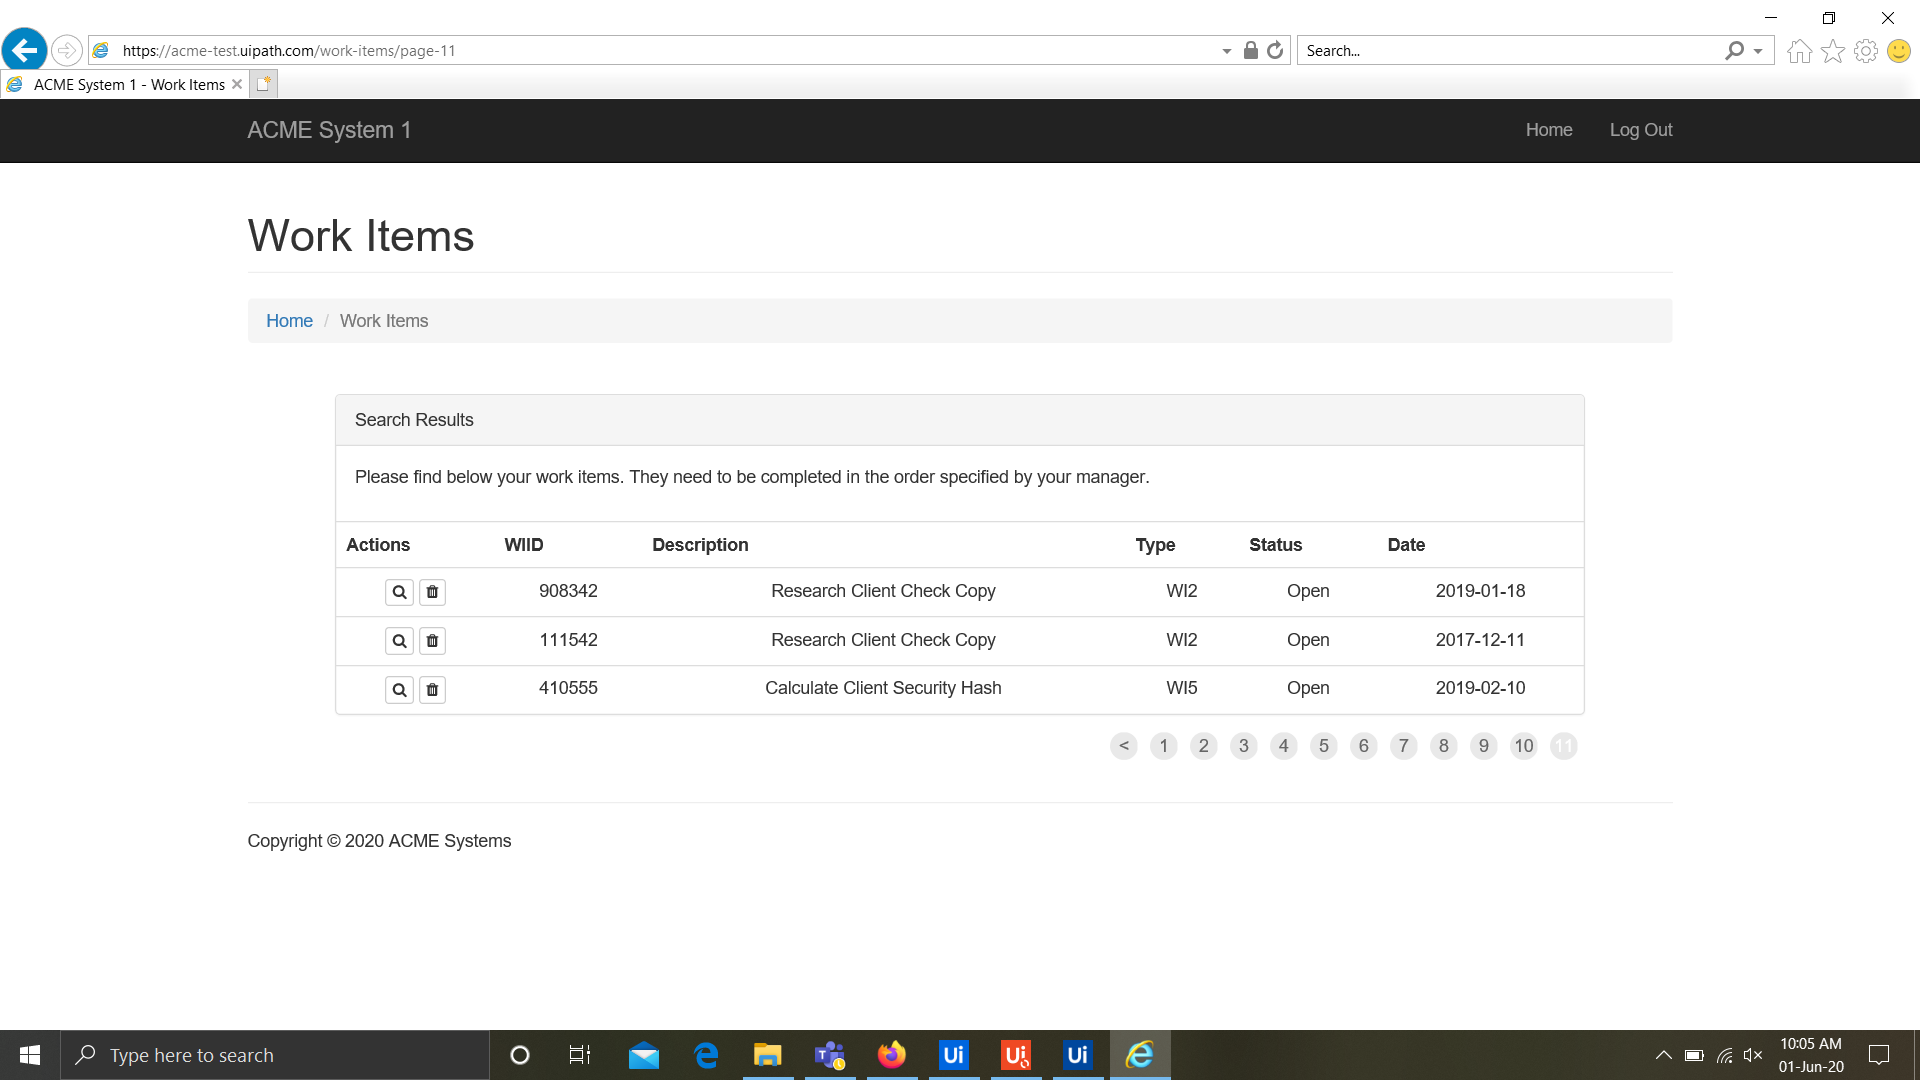 https://acme-test.uipath.com/work-items/page-11
Search...
ACME System 1 - Work Items
ACME System 1
Home
Log Out
Work Items
Home / Work Items
Search Results
Please find below your work items. They need to be completed in the order specified by your manager.
Actions WIID Description Type Status Date
908342 Research Client Check Copy WI2 Open 2019-01-18
111542 Research Client Check Copy WI2 Open 2017-12-11
410555 Calculate Client Security Hash WI5 Open 2019-02-10
< 1 2 3 4 5 6 7 8 9 10 11
Copyright © 2020 ACME Systems
Type here to search
T
Ui
Ui
Ui
10:05 AM
01-Jun-20